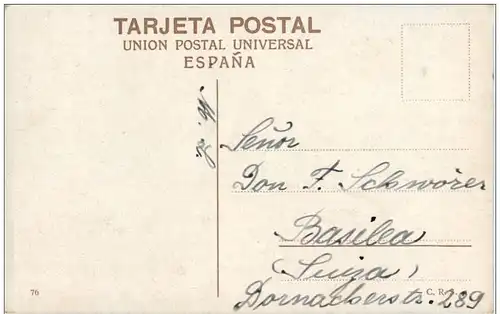 TARJETA POSTAL
UNION POSTAL UNIVERSAL
ESPAÑA
Señor
Don F. Schwörer
Basilea
(Suiza)
Dornacherstr. 289
76